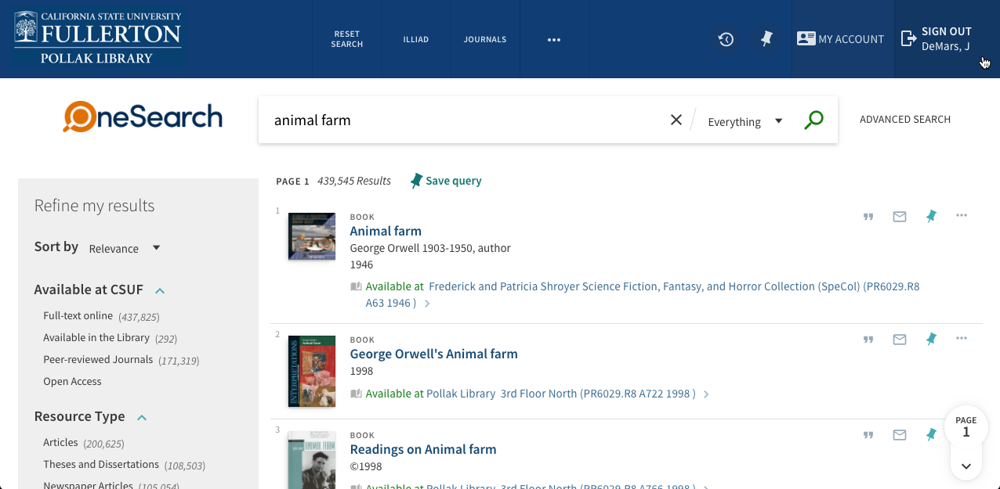 CALIFORNIA STATE UNIVERSITY
FULLERTON
POLLAK LIBRARY
RESET
SEARCH
ILLIAD
JOURNALS
MY ACCOUNT
SIGN OUT
DeMars, J
OneSearch
animal farm
Everything
ADVANCED SEARCH
PAGE 1 439,545 Results Save query
Refine my results
Sort by Relevance
Available at CSUF
Full-text online (437,825)
Available in the Library (292)
Peer-reviewed Journals (171,319)
Open Access
Resource Type
Articles (200,625)
Theses and Dissertations (108,503)
Newspaper Articles (105,054)
1
BOOK
Animal farm
George Orwell 1903-1950, author
1946
Available at Frederick and Patricia Shroyer Science Fiction, Fantasy, and Horror Collection (SpeCol) (PR6029.R8
A63 1946 )
2
INTERPRETATIONS
Animal Farm
BOOK
George Orwell's Animal farm
1998
Available at Pollak Library 3rd Floor North (PR6029.R8 A722 1998 )
3
ANIMAL FARM
BOOK
Readings on Animal farm
©1998
Available at Pollak Library 3rd Floor North (PR6029.R8 A766 1998 )
PAGE
1